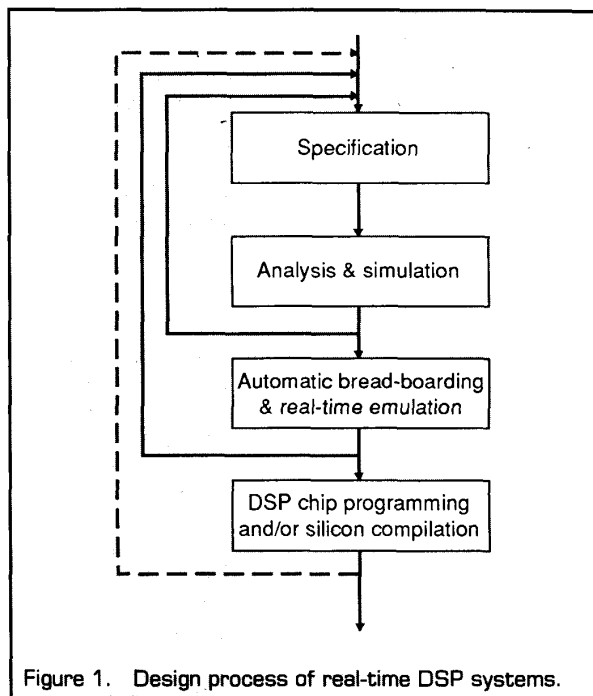 Specification
Analysis & simulation
Automatic bread-boarding
& real-time emulation
DSP chip programming
and/or silicon compilation
Figure 1. Design process of real-time DSP systems.